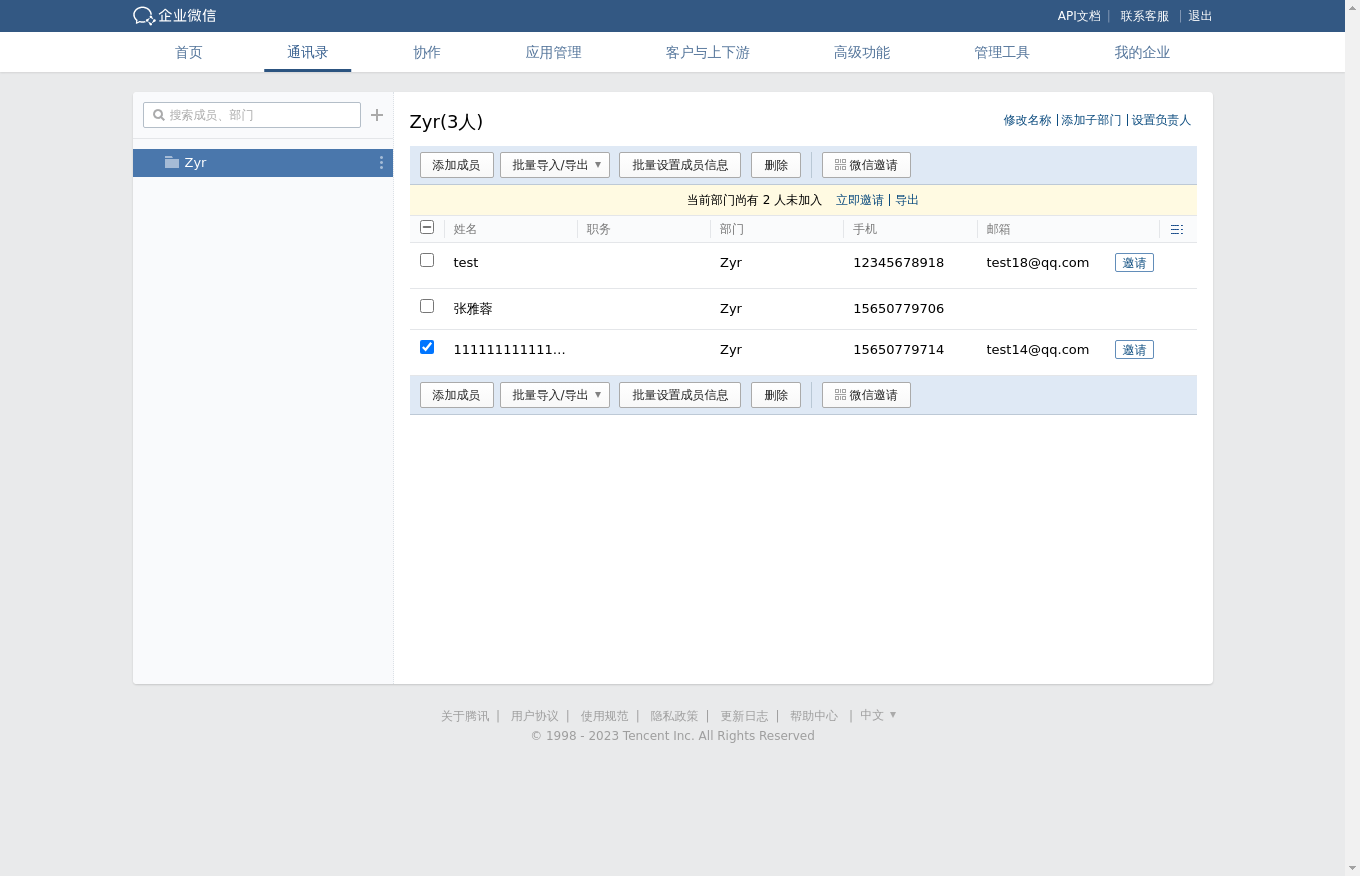 企业微信 API文档 | 联系客服 | 退出
首页 通讯录 协作 应用管理 客户与上下游 高级功能 管理工具 我的企业
搜索成员、部门
Zyr
Zyr(3人) 修改名称 | 添加子部门 | 设置负责人
添加成员 批量导入/导出 批量设置成员信息 删除 微信邀请
当前部门尚有 2 人未加入 立即邀请 | 导出
姓名 职务 部门 手机 邮箱
test Zyr 12345678918 test18@qq.com 邀请
张雅蓉 Zyr 15650779706
111111111111... Zyr 15650779714 test14@qq.com 邀请
添加成员 批量导入/导出 批量设置成员信息 删除 微信邀请
关于腾讯 | 用户协议 | 使用规范 | 隐私政策 | 更新日志 | 帮助中心 | 中文
© 1998 - 2023 Tencent Inc. All Rights Reserved